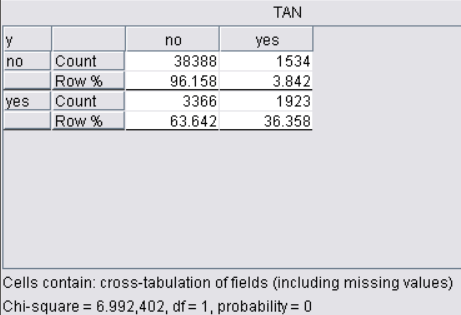 TAN
y no yes
no Count 38388 1534
Row % 96.158 3.842
yes Count 3366 1923
Row % 63.642 36.358
Cells contain: cross-tabulation of fields (including missing values)
Chi-square = 6.992,402, df = 1, probability = 0